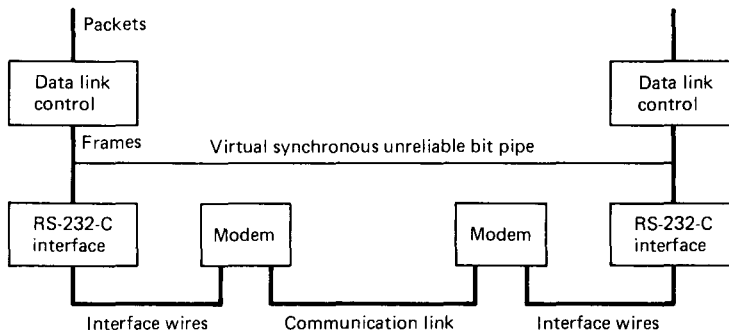 Packets
Data link
control
Data link
control
Frames
Virtual synchronous unreliable bit pipe
RS-232-C
interface
Modem
Modem
RS-232-C
interface
Interface wires
Communication link
Interface wires